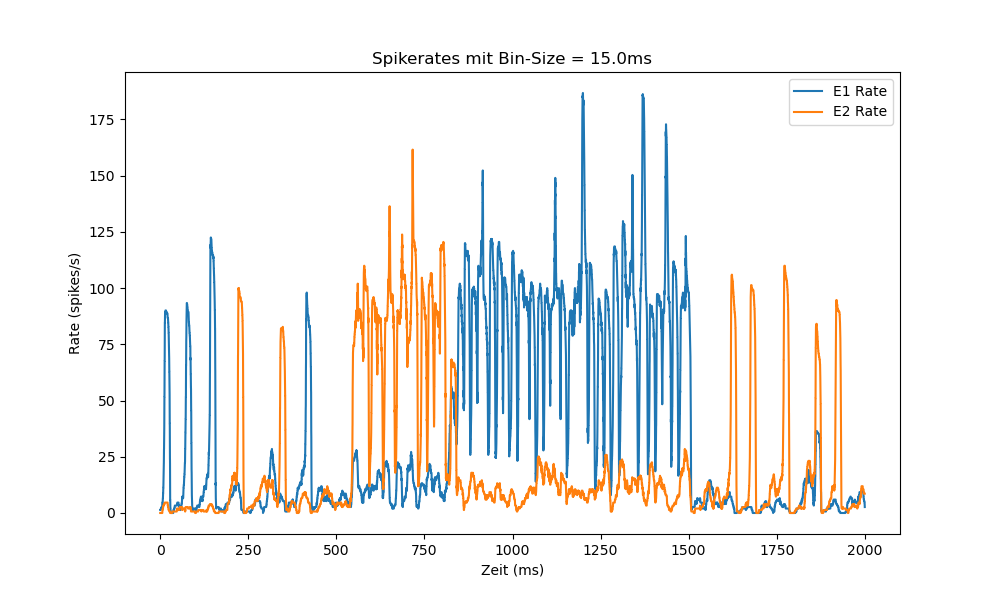 Spikerates mit Bin-Size = 15.0ms
E1 Rate
E2 Rate
175
150
125
100
75
50
25
0
Rate (spikes/s)
0 250 500 750 1000 1250 1500 1750 2000
Zeit (ms)